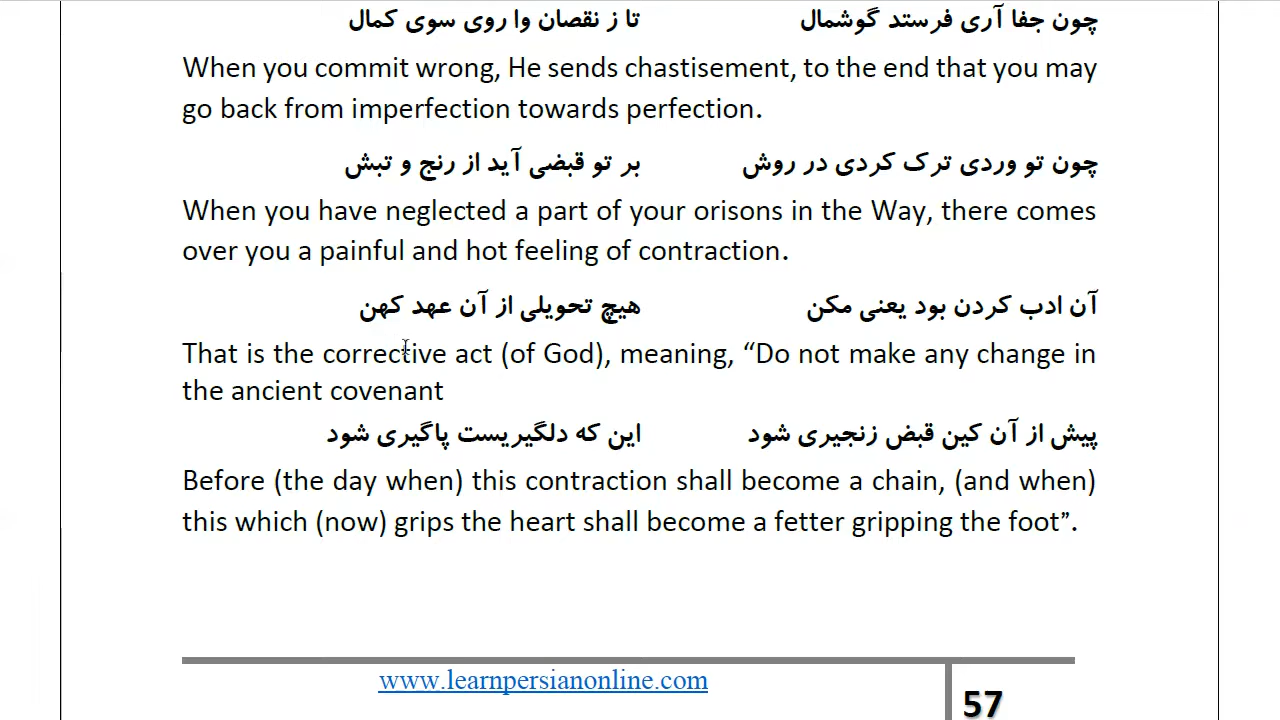 چون جفا آری فرستد گوشمال تا ز نقصان وا روی سوی کمال
When you commit wrong, He sends chastisement, to the end that you may
go back from imperfection towards perfection.
چون تو وردی ترک کردی در روش بر تو قبضی آید از رنج و تبش
When you have neglected a part of your orisons in the Way, there comes
over you a painful and hot feeling of contraction.
آن ادب کردن بود یعنی مکن هیچ تحویلی از آن عهد کهن
That is the corrective act (of God), meaning, “Do not make any change in
the ancient covenant
پیش از آن کین قبض زنجیری شود این که دلگیریست پاگیری شود
Before (the day when) this contraction shall become a chain, (and when)
this which (now) grips the heart shall become a fetter gripping the foot”.
www.learnpersianonline.com
57